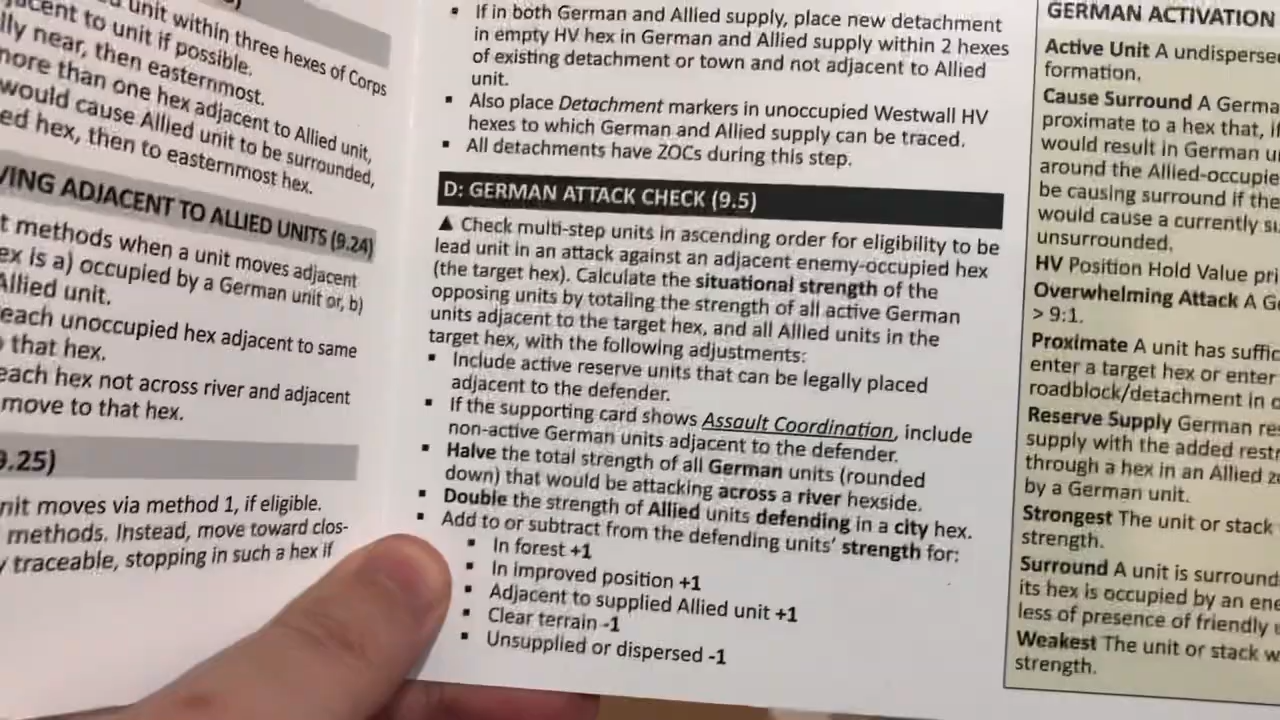 unit within three hexes of Corps
adjacent to unit if possible.
near, then easternmost.
more than one hex adjacent to Allied unit,
would cause Allied unit to be surrounded,
hex, then to easternmost hex.
ADJACENT TO ALLIED UNITS (9.24)
methods when a unit moves adjacent
is a) occupied by a German unit or, b)
Allied unit.
each unoccupied hex adjacent to same
that hex.
each hex not across river and adjacent
move to that hex.
9.25)
moves via method 1, if eligible.
methods. Instead, move toward clos-
traceable, stopping in such a hex if
▪ If in both German and Allied supply, place new detachment
in empty HV hex in German and Allied supply within 2 hexes
of existing detachment or town and not adjacent to Allied
unit.
▪ Also place Detachment markers in unoccupied Westwall HV
hexes to which German and Allied supply can be traced.
▪ All detachments have ZOCs during this step.
D: GERMAN ATTACK CHECK (9.5)
▲ Check multi-step units in ascending order for eligibility to be
lead unit in an attack against an adjacent enemy-occupied hex
(the target hex). Calculate the situational strength of the
opposing units by totaling the strength of all active German
units adjacent to the target hex, and all Allied units in the
target hex, with the following adjustments:
▪ Include active reserve units that can be legally placed
adjacent to the defender.
▪ If the supporting card shows Assault Coordination, include
non-active German units adjacent to the defender.
▪ Halve the total strength of all German units (rounded
down) that would be attacking across a river hexside.
▪ Double the strength of Allied units defending in a city hex.
▪ Add to or subtract from the defending units' strength for:
▪ In forest +1
▪ In improved position +1
▪ Adjacent to supplied Allied unit +1
▪ Clear terrain -1
▪ Unsupplied or dispersed -1
GERMAN ACTIVATION
Active Unit A undisperse
formation.
Cause Surround A Germa
proximate to a hex that, i
would result in German u
around the Allied-occupie
be causing surround if the
would cause a currently
unsurrounded.
HV Position Hold Value pri
Overwhelming Attack A G
> 9:1.
Proximate A unit has suffic
enter a target hex or enter
roadblock/detachment in
Reserve Supply German re
supply with the added restr
through a hex in an Allied
by a German unit.
Strongest The unit or stack
strength.
Surround A unit is surround
its hex is occupied by an en
less of presence of friendly
Weakest The unit or stack w
strength.